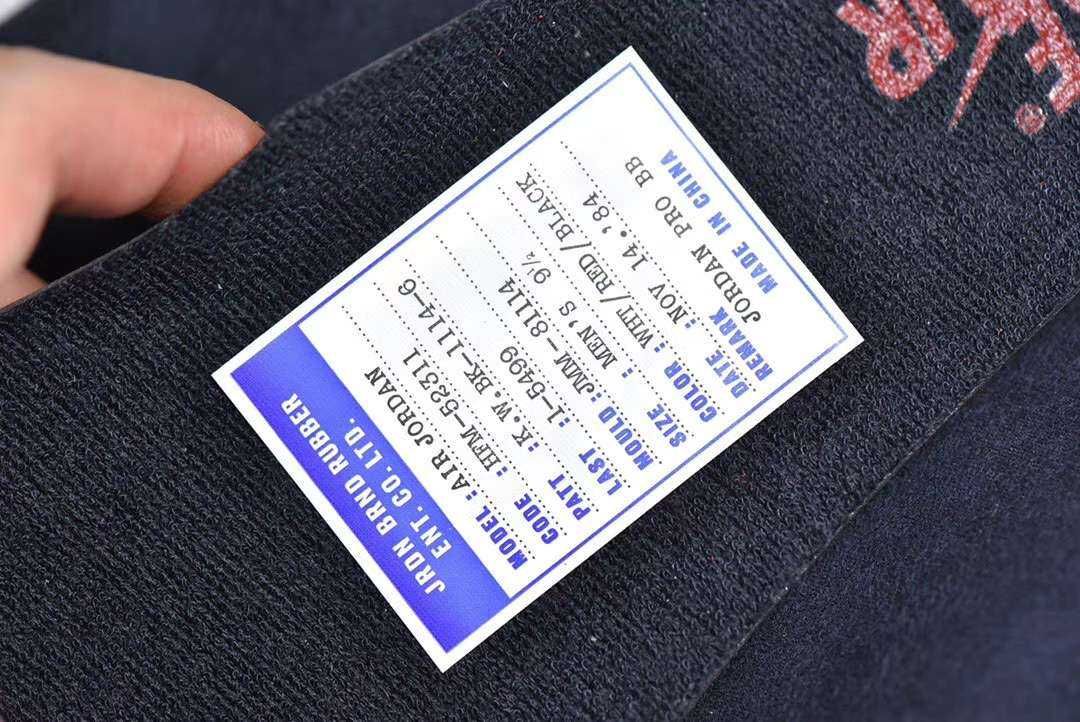 JRDN BRND RUBBER
ENT. CO. LTD.
MODEL : AIR JORDAN
CODE : HFM-52311
PATT : K.W.BK-1114-6
LAST : 1-5499
MOULD : JMM-81114
SIZE : MEN'S 9½
COLOR : WHT/RED/BLACK
DATE : NOV 14.'84
REMARK
JORDAN PRO BB
MADE IN CHINA